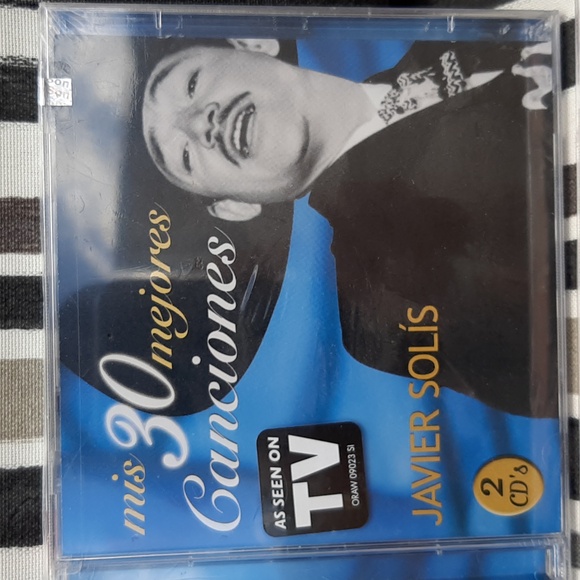 mis 30 mejores
Canciones
AS SEEN ON
TV
ORAW 09023 SI
JAVIER SOLÍS
2
CD's